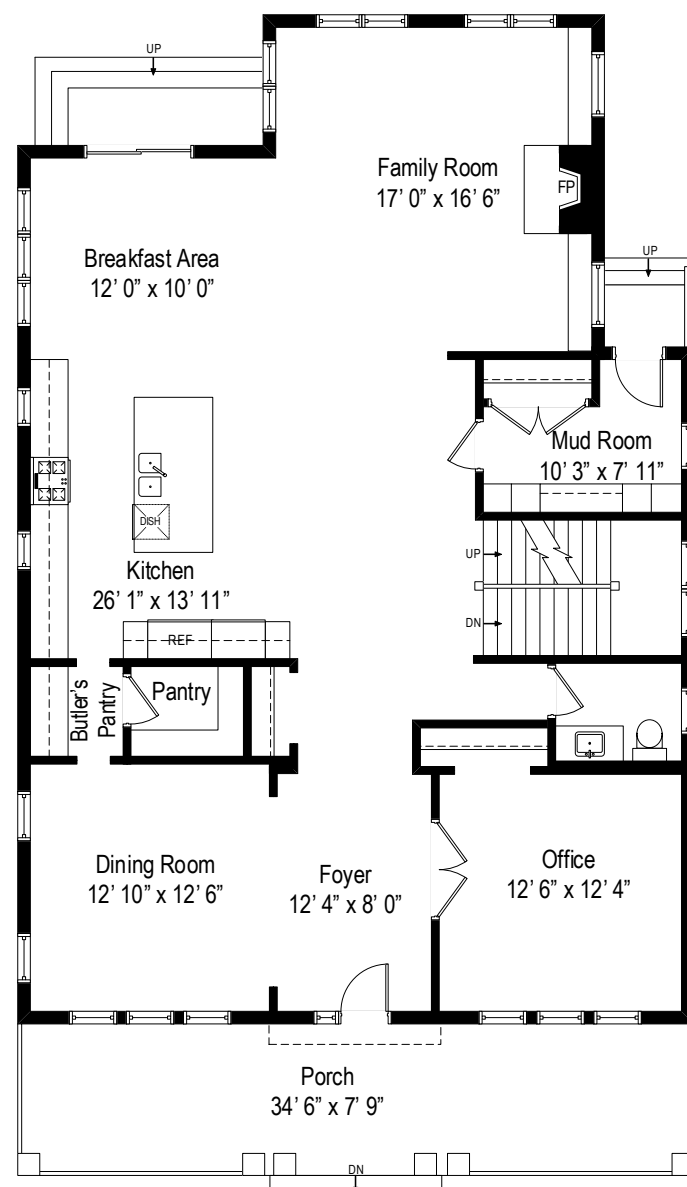 UP
Family Room
17’ 0” x 16’ 6”
FP
Breakfast Area
12’ 0” x 10’ 0”
UP
Mud Room
10’ 3” x 7’ 11”
DISH
UP
Kitchen
26’ 1” x 13’ 11”
DN
REF
Butler’s
Pantry
Pantry
Dining Room
12’ 10” x 12’ 6”
Foyer
12’ 4” x 8’ 0”
Office
12’ 6” x 12’ 4”
Porch
34’ 6” x 7’ 9”
DN